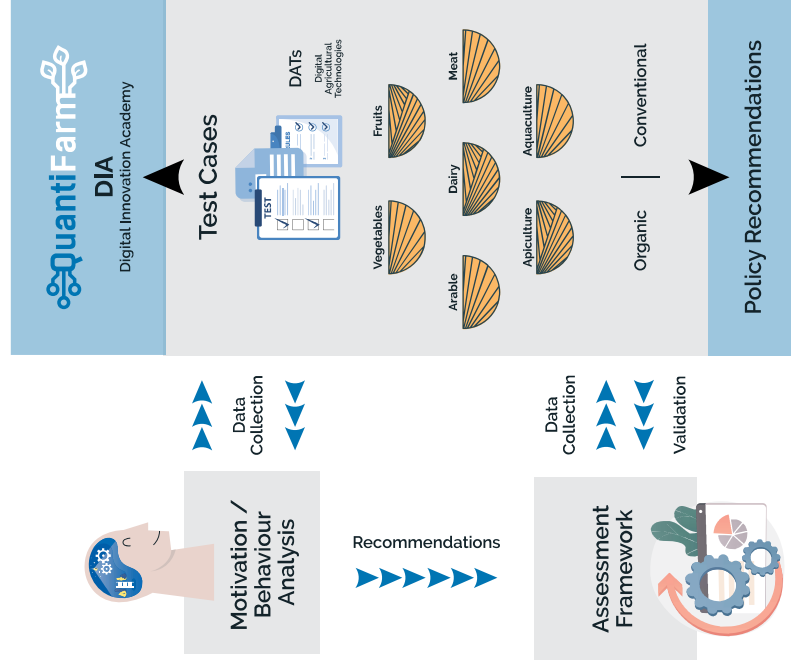 QuantiFarm
DIA
Digital Innovation Academy
Test Cases
TEST
RULES
DATs
Digital
Agricultural
Technologies
Vegetables
Fruits
Arable
Dairy
Meat
Apiculture
Aquaculture
Organic
Conventional
Policy Recommendations
Data
Collection
Data
Collection
Validation
Motivation /
Behaviour
Analysis
Recommendations
Assessment
Framework